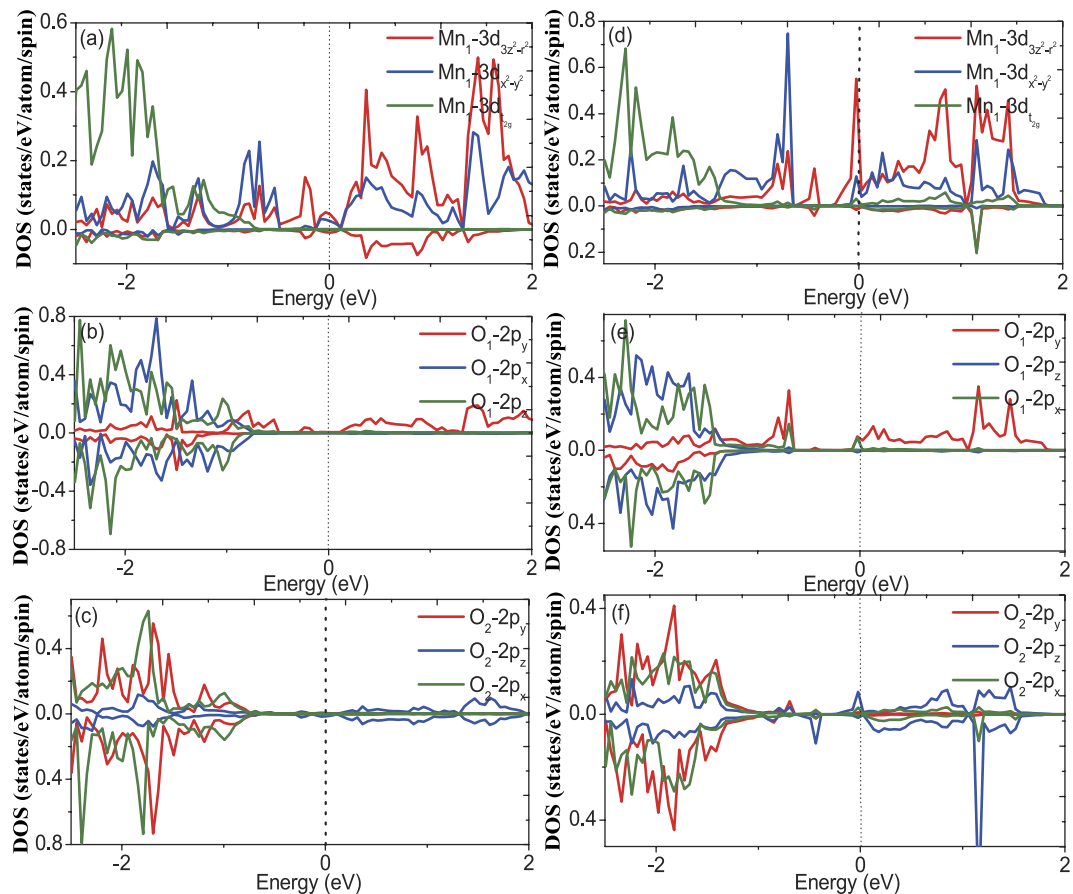 (a)
Mn₁-3d₃z²-r²
Mn₁-3dx²-y²
Mn₁-3dt₂g
DOS (states/eV/atom/spin)
0.6
0.4
0.2
0.0
-2
0
2
Energy (eV)
(d)
Mn₁-3d₃z²-r²
Mn₁-3dx²-y²
Mn₁-3dt₂g
DOS (states/eV/atom/spin)
0.8
0.6
0.4
0.2
0.0
0.2
-2
0
2
Energy (eV)
(b)
O₁-2py
O₁-2px
O₁-2pz
DOS (states/eV/atom/spin)
0.8
0.4
0.0
-0.4
-0.8
-2
0
2
Energy (eV)
(e)
O₁-2py
O₁-2pz
O₁-2px
DOS (states/eV/atom/spin)
0.4
0.0
0.4
-2
0
2
Energy (eV)
(c)
O₂-2py
O₂-2pz
O₂-2px
DOS (states/eV/atom/spin)
0.4
0.0
0.4
0.8
-2
0
2
Energy (eV)
(f)
O₂-2py
O₂-2pz
O₂-2px
DOS (states/eV/atom/spin)
0.4
0.0
0.4
-2
0
2
Energy (eV)